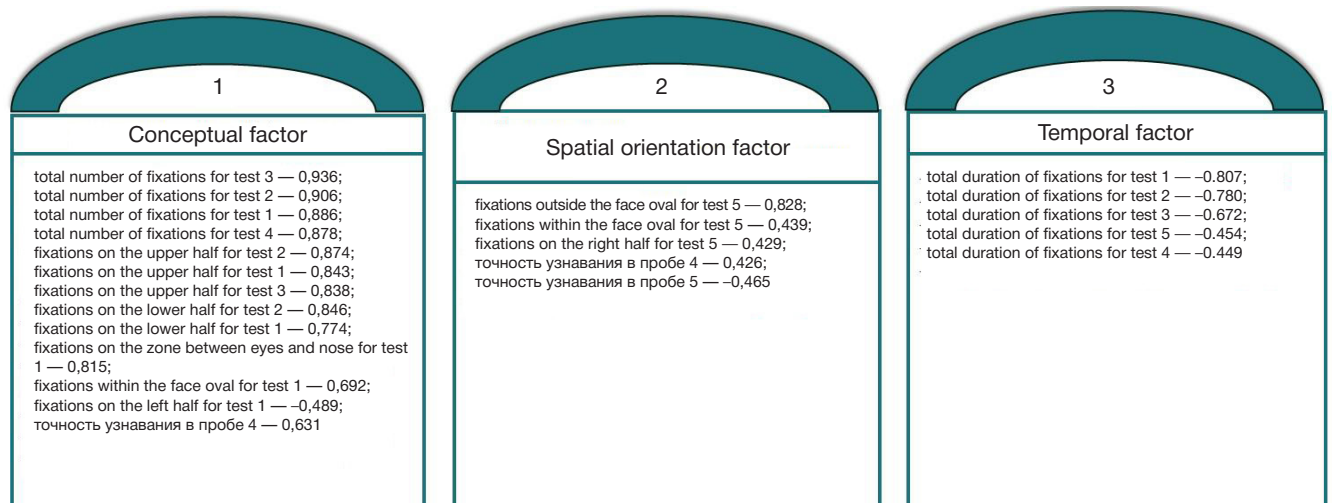 1
Conceptual factor
total number of fixations for test 3 — 0,936;
total number of fixations for test 2 — 0,906;
total number of fixations for test 1 — 0,886;
total number of fixations for test 4 — 0,878;
fixations on the upper half for test 2 — 0,874;
fixations on the upper half for test 1 — 0,843;
fixations on the upper half for test 3 — 0,838;
fixations on the lower half for test 2 — 0,846;
fixations on the lower half for test 1 — 0,774;
fixations on the zone between eyes and nose for test
1 — 0,815;
fixations within the face oval for test 1 — 0,692;
fixations on the left half for test 1 — –0,489;
точность узнавания в пробе 4 — 0,631
2
Spatial orientation factor
fixations outside the face oval for test 5 — 0,828;
fixations within the face oval for test 5 — 0,439;
fixations on the right half for test 5 — 0,429;
точность узнавания в пробе 4 — 0,426;
точность узнавания в пробе 5 — –0,465
3
Temporal factor
total duration of fixations for test 1 — –0.807;
total duration of fixations for test 2 — –0.780;
total duration of fixations for test 3 — –0.672;
total duration of fixations for test 5 — –0.454;
total duration of fixations for test 4 — –0.449